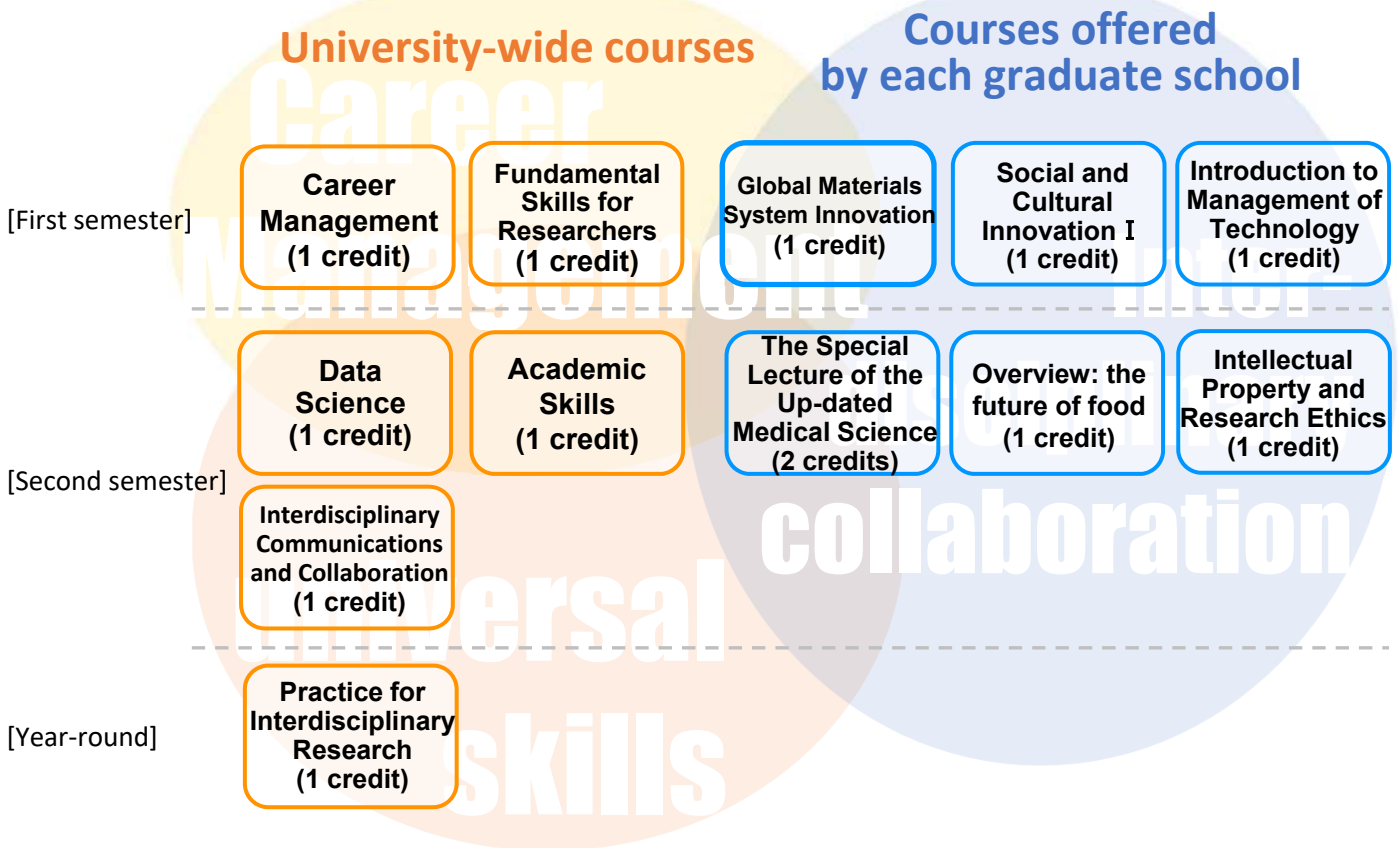 University-wide courses
Courses offered
by each graduate school
Career
Management
Inter-
disciplinary
collaboration
universal
skills
[First semester]
Career
Management
(1 credit)
Fundamental
Skills for
Researchers
(1 credit)
Global Materials
System Innovation
(1 credit)
Social and
Cultural
Innovation I
(1 credit)
Introduction to
Management of
Technology
(1 credit)
[Second semester]
Data
Science
(1 credit)
Academic
Skills
(1 credit)
The Special
Lecture of the
Up-dated
Medical Science
(2 credits)
Overview: the
future of food
(1 credit)
Intellectual
Property and
Research Ethics
(1 credit)
Interdisciplinary
Communications
and Collaboration
(1 credit)
[Year-round]
Practice for
Interdisciplinary
Research
(1 credit)